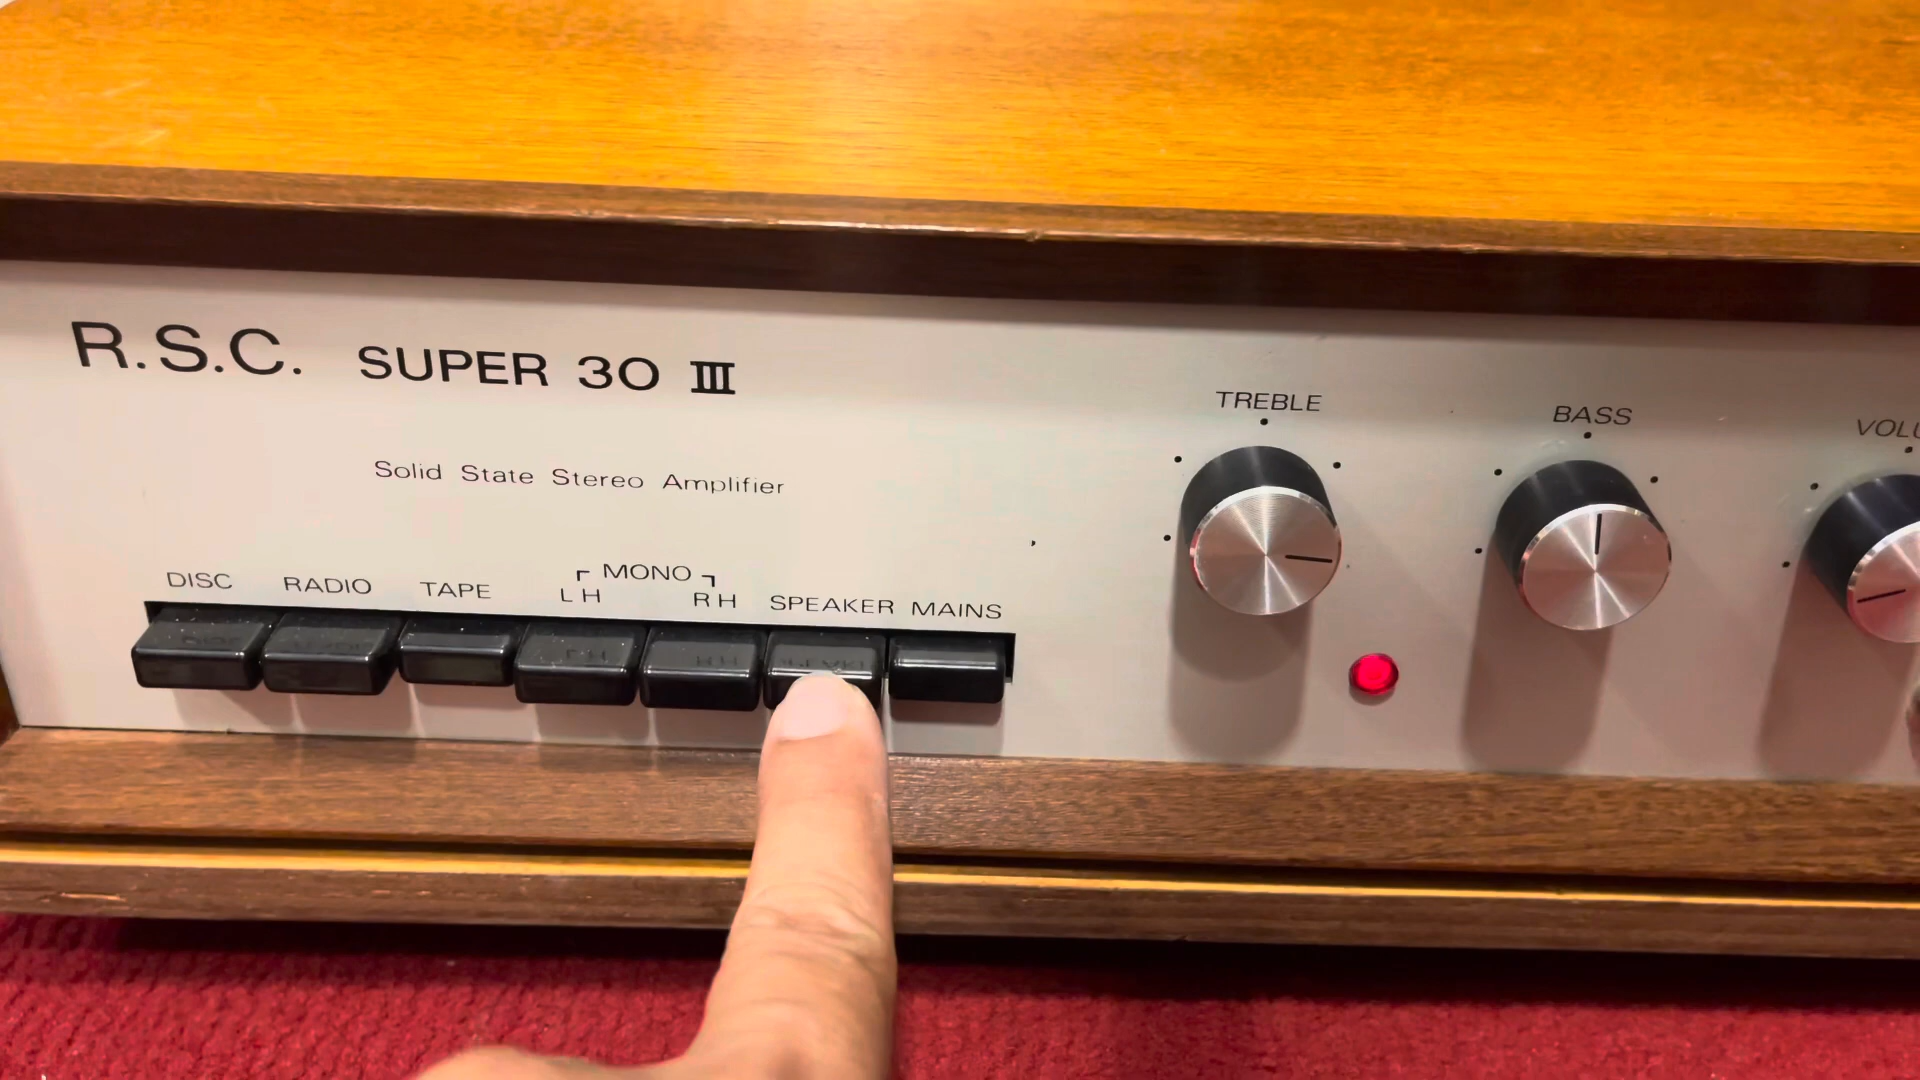 R.S.C. SUPER 30 III
Solid State Stereo Amplifier
DISC RADIO TAPE MONO LH RH SPEAKER MAINS
TREBLE
BASS